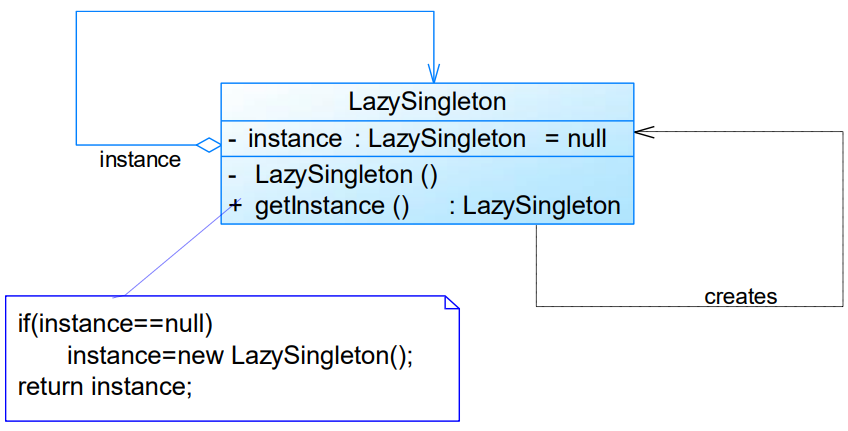 LazySingleton
- instance : LazySingleton = null
instance
- LazySingleton ()
+ getInstance () : LazySingleton
creates
if(instance==null)
instance=new LazySingleton();
return instance;